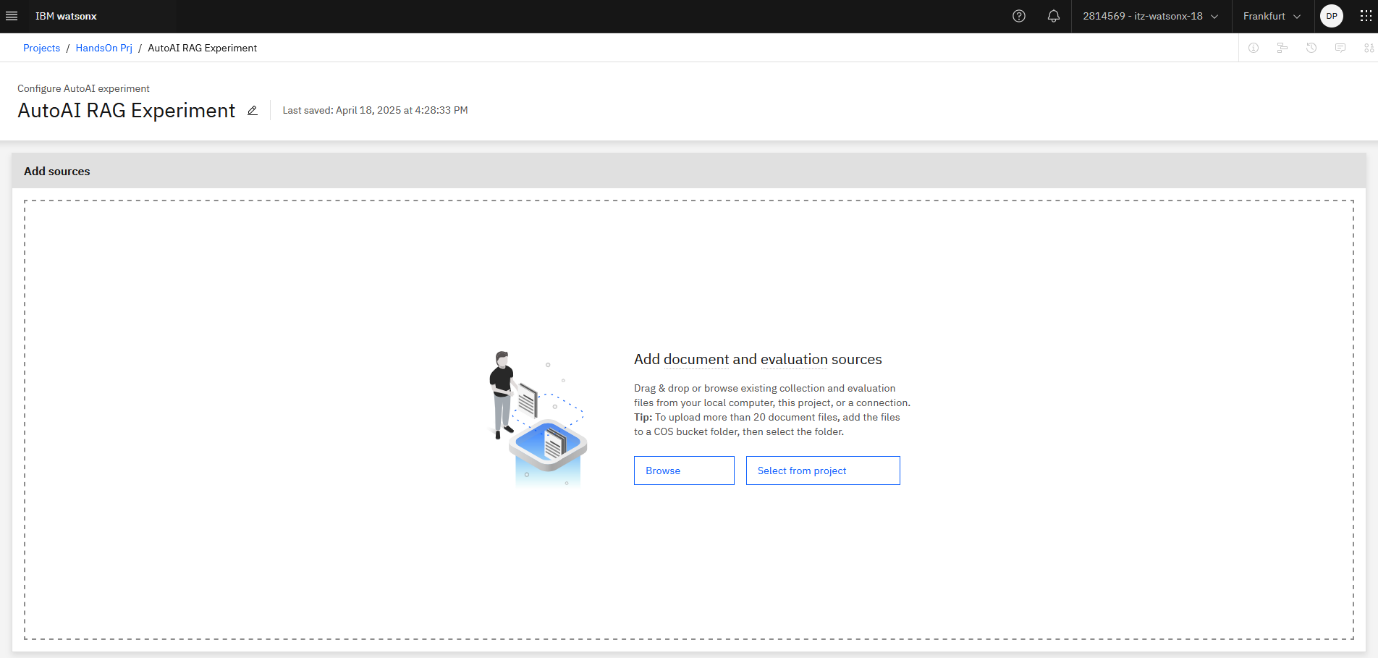 IBM watsonx
2814569 - itz-watsonx-18
Frankfurt
DP
Projects / HandsOn Prj / AutoAI RAG Experiment
Configure AutoAI experiment
AutoAI RAG Experiment
Last saved: April 18, 2025 at 4:28:33 PM
Add sources
Add document and evaluation sources
Drag & drop or browse existing collection and evaluation
files from your local computer, this project, or a connection.
Tip: To upload more than 20 document files, add the files
to a COS bucket folder, then select the folder.
Browse
Select from project